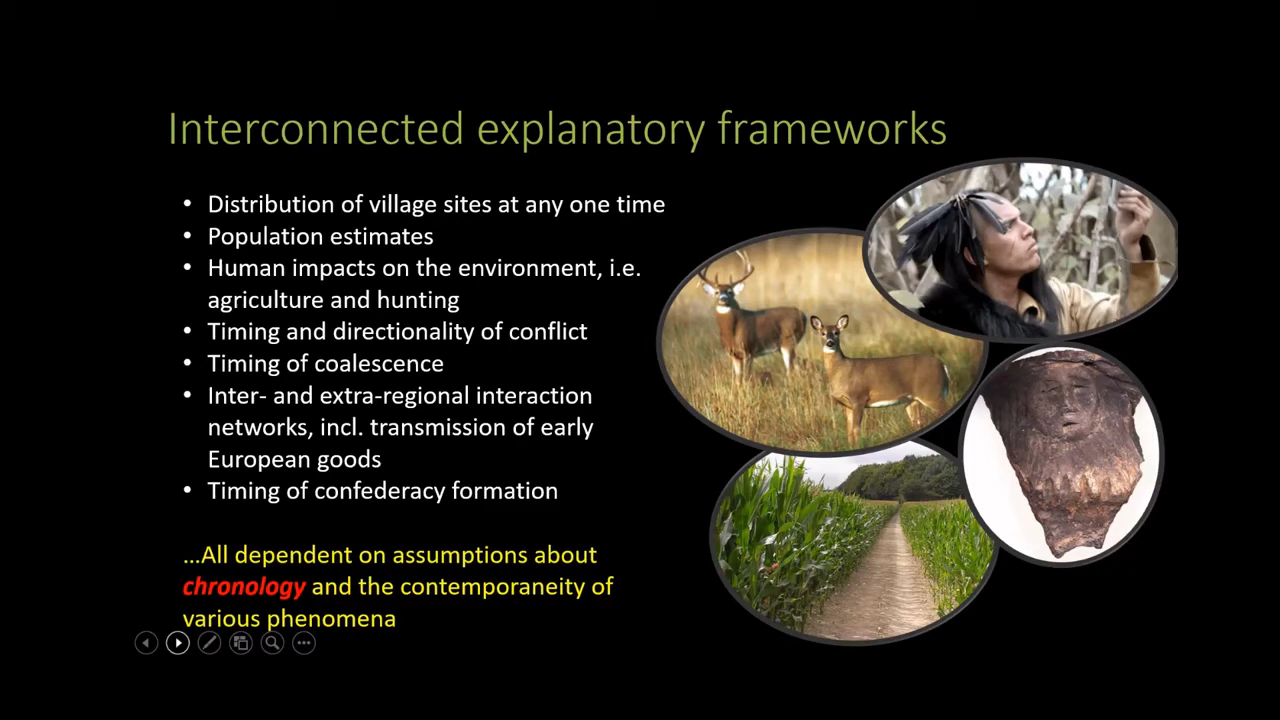 Interconnected explanatory frameworks
• Distribution of village sites at any one time
• Population estimates
• Human impacts on the environment, i.e.
agriculture and hunting
• Timing and directionality of conflict
• Timing of coalescence
• Inter- and extra-regional interaction
networks, incl. transmission of early
European goods
• Timing of confederacy formation
...All dependent on assumptions about
chronology and the contemporaneity of
various phenomena